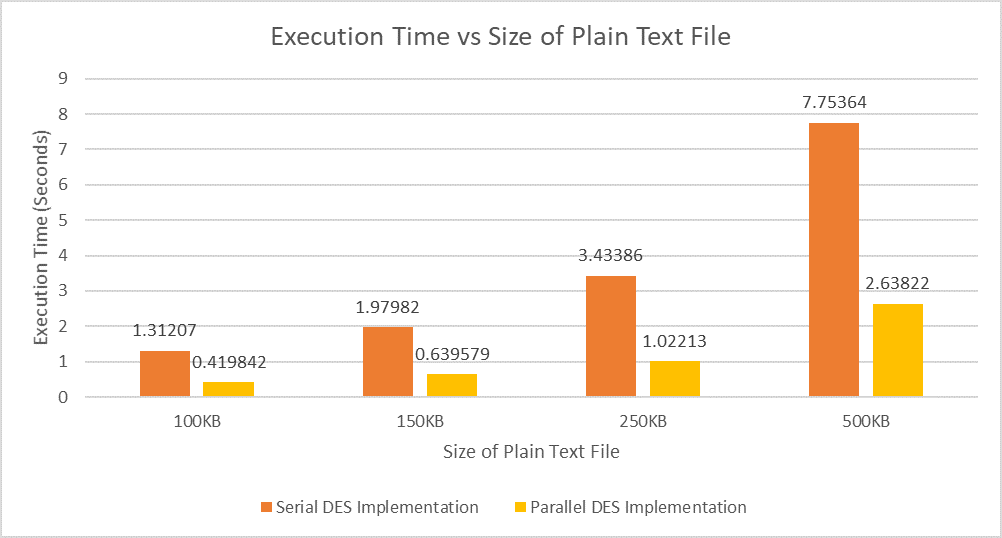 Execution Time vs Size of Plain Text File
Execution Time (Seconds)
9
8
7
6
5
4
3
2
1
0
1.31207
0.419842
1.97982
0.639579
3.43386
1.02213
7.75364
2.63822
100KB
150KB
250KB
500KB
Size of Plain Text File
Serial DES Implementation
Parallel DES Implementation